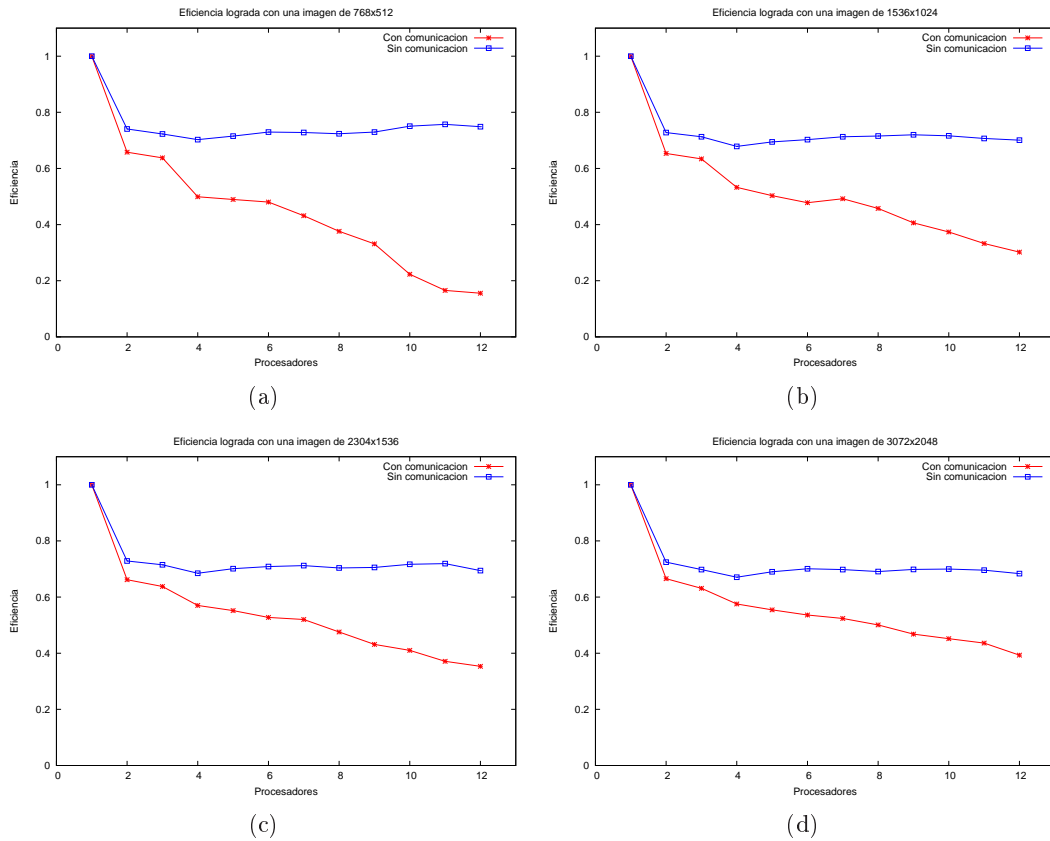 Eficiencia lograda con una imagen de 768x512
Con comunicacion
Sin comunicacion
1
0.8
0.6
0.4
0.2
0
Eficiencia
0 2 4 6 8 10 12
Procesadores
(a)
Eficiencia lograda con una imagen de 1536x1024
Con comunicacion
Sin comunicacion
1
0.8
0.6
0.4
0.2
0
Eficiencia
0 2 4 6 8 10 12
Procesadores
(b)
Eficiencia lograda con una imagen de 2304x1536
Con comunicacion
Sin comunicacion
1
0.8
0.6
0.4
0.2
0
Eficiencia
0 2 4 6 8 10 12
Procesadores
(c)
Eficiencia lograda con una imagen de 3072x2048
Con comunicacion
Sin comunicacion
1
0.8
0.6
0.4
0.2
0
Eficiencia
0 2 4 6 8 10 12
Procesadores
(d)